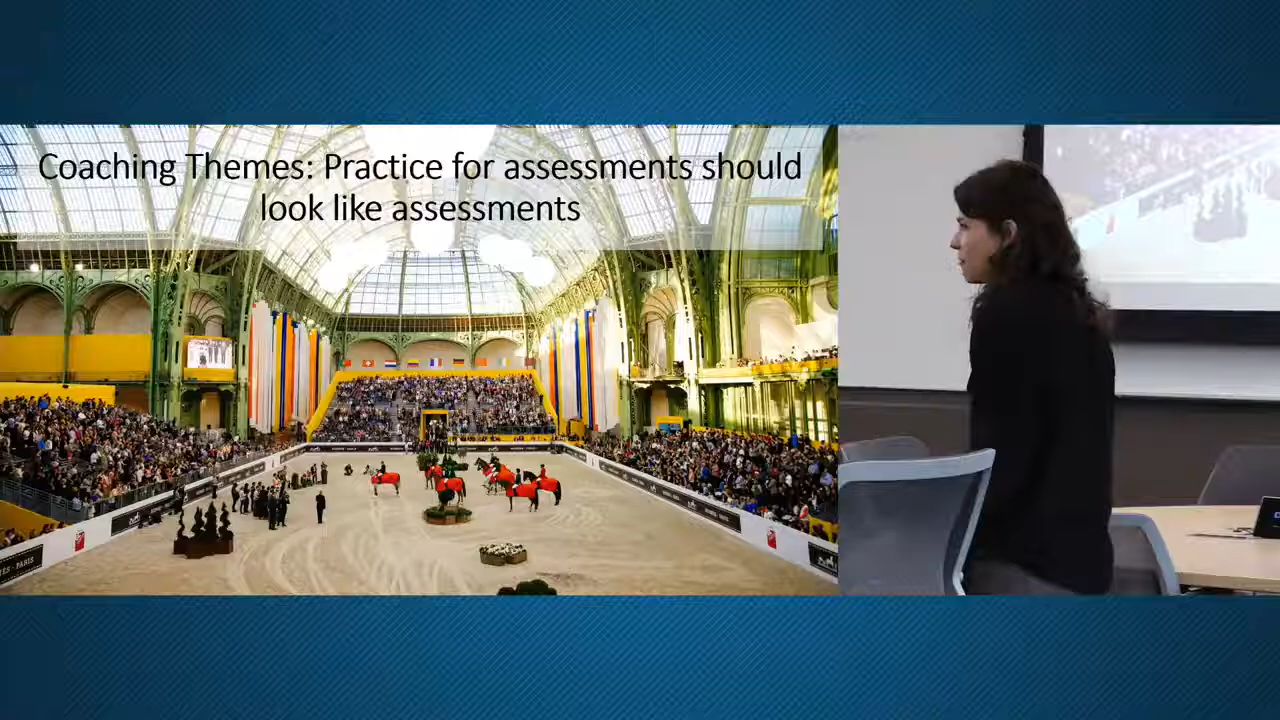 Coaching Themes: Practice for assessments should
look like assessments